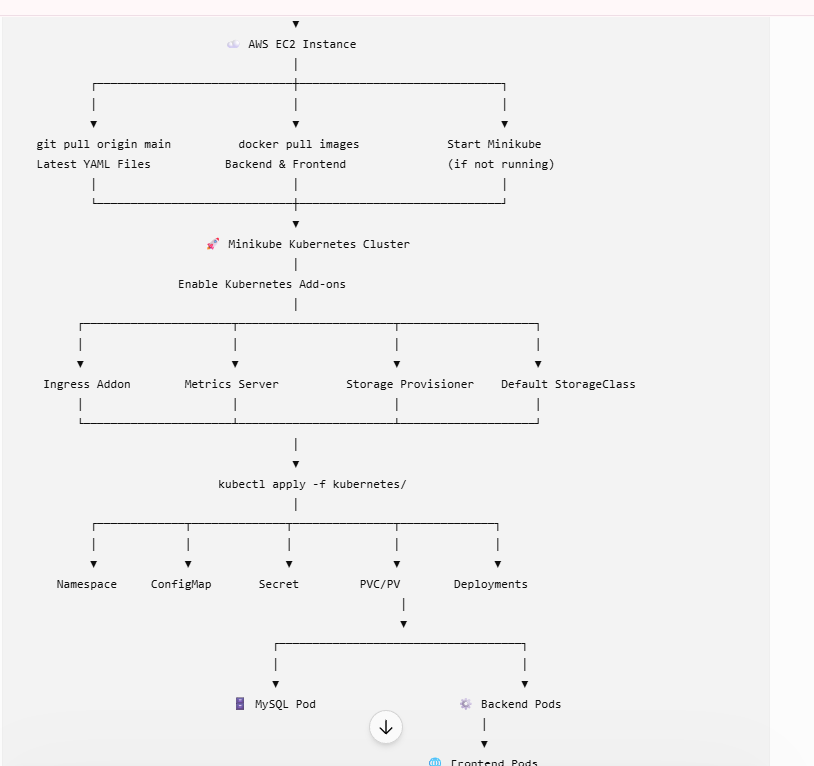 AWS EC2 Instance
git pull origin main docker pull images Start Minikube
Latest YAML Files Backend & Frontend (if not running)
Minikube Kubernetes Cluster
Enable Kubernetes Add-ons
Ingress Addon Metrics Server Storage Provisioner Default StorageClass
kubectl apply -f kubernetes/
Namespace ConfigMap Secret PVC/PV Deployments
MySQL Pod Backend Pods
Frontend Pods